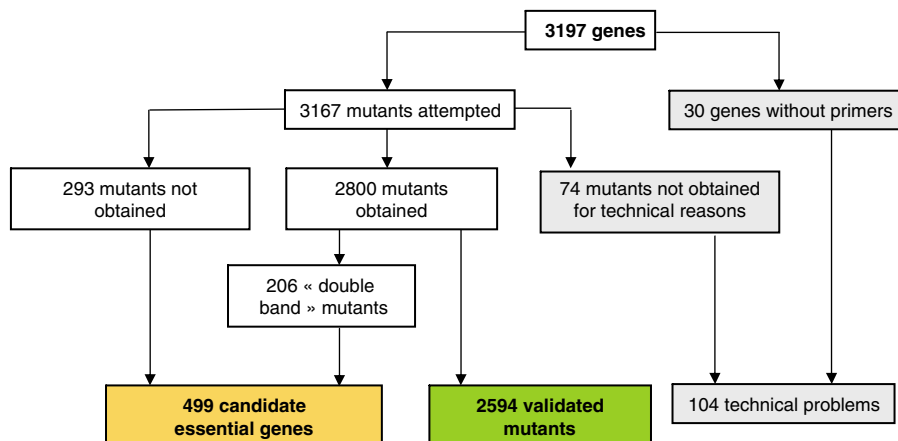 3197 genes
3167 mutants attempted
30 genes without primers
293 mutants not
obtained
2800 mutants
obtained
74 mutants not obtained
for technical reasons
206 « double
band » mutants
499 candidate
essential genes
2594 validated
mutants
104 technical problems